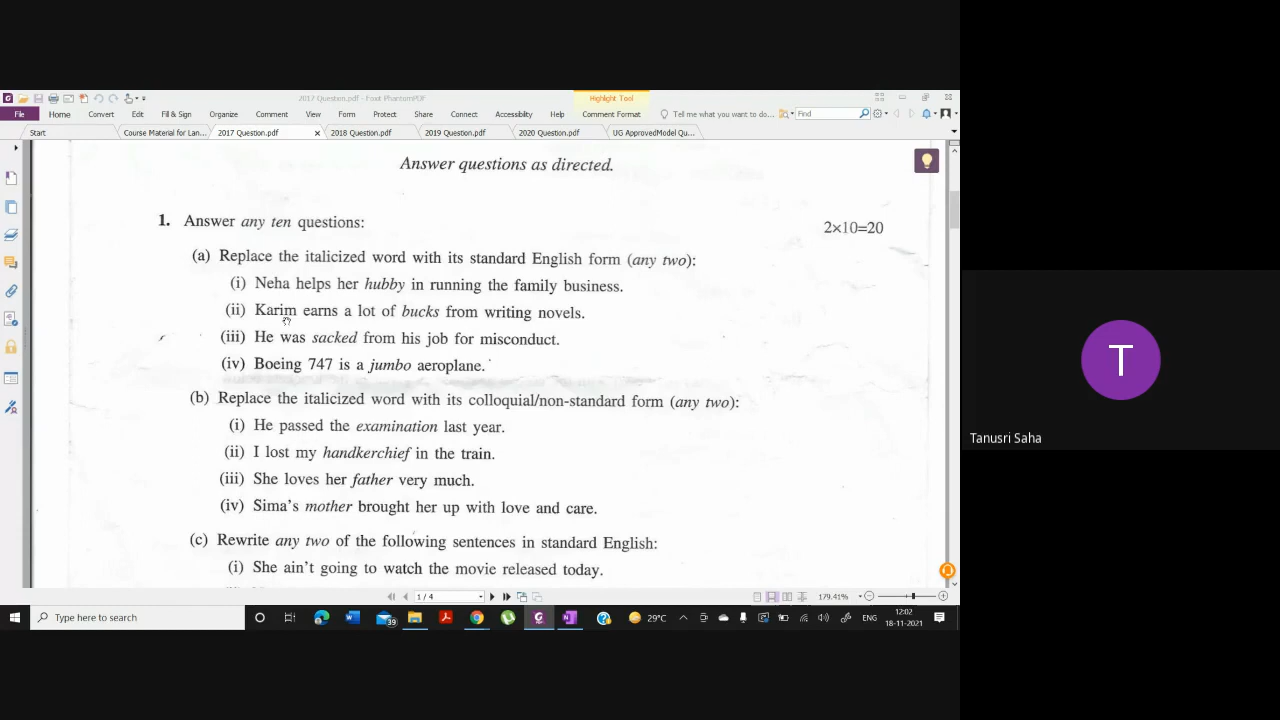 2017 Question.pdf - Foxit PhantomPDF
Highlight Tool
File Home Convert Edit Fill & Sign Organize Comment View Form Protect Share Connect Accessibility Help Comment Format Tell me what you want to do... Find
Start Course Material for Lan... 2017 Question.pdf 2018 Question.pdf 2019 Question.pdf 2020 Question.pdf UG ApprovedModel Qu...
Answer questions as directed.
1. Answer any ten questions: 2×10=20
(a) Replace the italicized word with its standard English form (any two):
(i) Neha helps her hubby in running the family business.
(ii) Karim earns a lot of bucks from writing novels.
(iii) He was sacked from his job for misconduct.
(iv) Boeing 747 is a jumbo aeroplane.
(b) Replace the italicized word with its colloquial/non-standard form (any two):
(i) He passed the examination last year.
(ii) I lost my handkerchief in the train.
(iii) She loves her father very much.
(iv) Sima's mother brought her up with love and care.
(c) Rewrite any two of the following sentences in standard English:
(i) She ain't going to watch the movie released today.
1 / 4 179.41%
Type here to search 39 29°C ENG 12:02
18-11-2021
T
Tanusri Saha